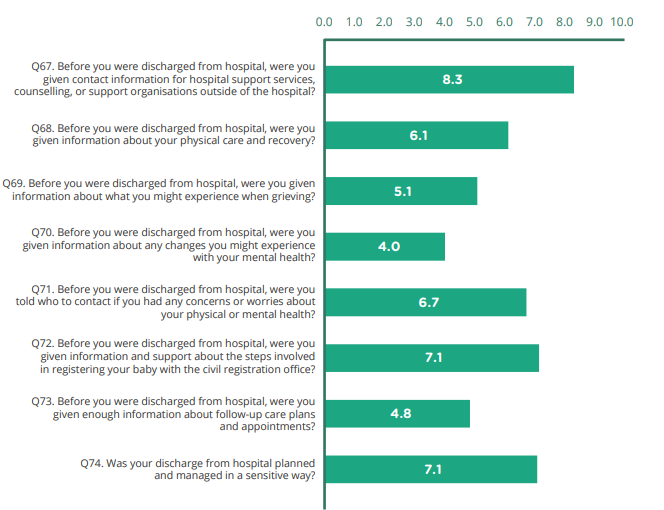 0.0 1.0 2.0 3.0 4.0 5.0 6.0 7.0 8.0 9.0 10.0
Q67. Before you were discharged from hospital, were you
given contact information for hospital support services,
counselling, or support organisations outside of the hospital?
8.3
Q68. Before you were discharged from hospital, were you
given information about your physical care and recovery?
6.1
Q69. Before you were discharged from hospital, were you given
information about what you might experience when grieving?
5.1
Q70. Before you were discharged from hospital, were you
given information about any changes you might experience
with your mental health?
4.0
Q71. Before you were discharged from hospital, were you
told who to contact if you had any concerns or worries about
your physical or mental health?
6.7
Q72. Before you were discharged from hospital, were you
given information and support about the steps involved
in registering your baby with the civil registration office?
7.1
Q73. Before you were discharged from hospital, were you
given enough information about follow-up care plans
and appointments?
4.8
Q74. Was your discharge from hospital planned
and managed in a sensitive way?
7.1